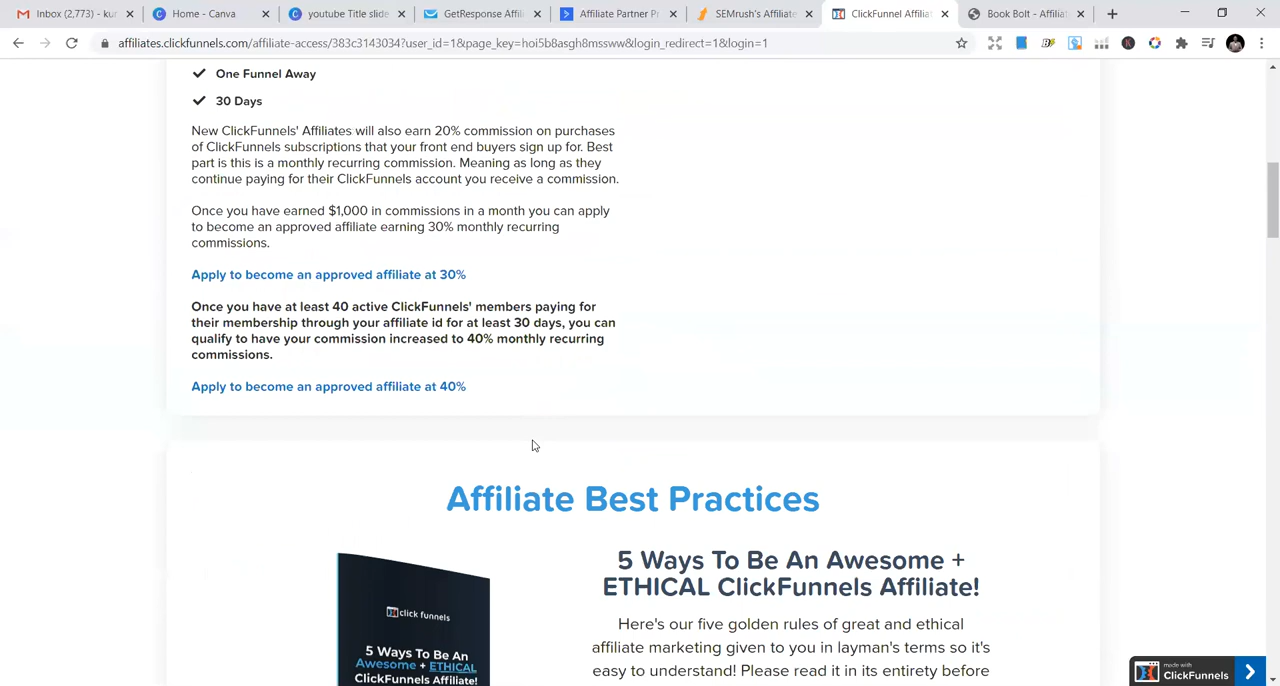 Inbox (2,773) - kur
Home - Canva
youtube Title slide
GetResponse Affil
Affiliate Partner Pr
SEMrush's Affiliate
ClickFunnel Affilia
Book Bolt - Affiliat
affiliates.clickfunnels.com/affiliate-access/383c3143034?user_id=1&page_key=hoi5b8asgh8mssww&login_redirect=1&login=1
One Funnel Away
30 Days
New ClickFunnels' Affiliates will also earn 20% commission on purchases
of ClickFunnels subscriptions that your front end buyers sign up for. Best
part is this is a monthly recurring commission. Meaning as long as they
continue paying for their ClickFunnels account you receive a commission.
Once you have earned $1,000 in commissions in a month you can apply
to become an approved affiliate earning 30% monthly recurring
commissions.
Apply to become an approved affiliate at 30%
Once you have at least 40 active ClickFunnels' members paying for
their membership through your affiliate id for at least 30 days, you can
qualify to have your commission increased to 40% monthly recurring
commissions.
Apply to become an approved affiliate at 40%
Affiliate Best Practices
click funnels
5 Ways To Be An
Awesome + ETHICAL
ClickFunnels Affiliate!
5 Ways To Be An Awesome +
ETHICAL ClickFunnels Affiliate!
Here's our five golden rules of great and ethical
affiliate marketing given to you in layman's terms so it's
easy to understand! Please read it in its entirety before
made with
ClickFunnels